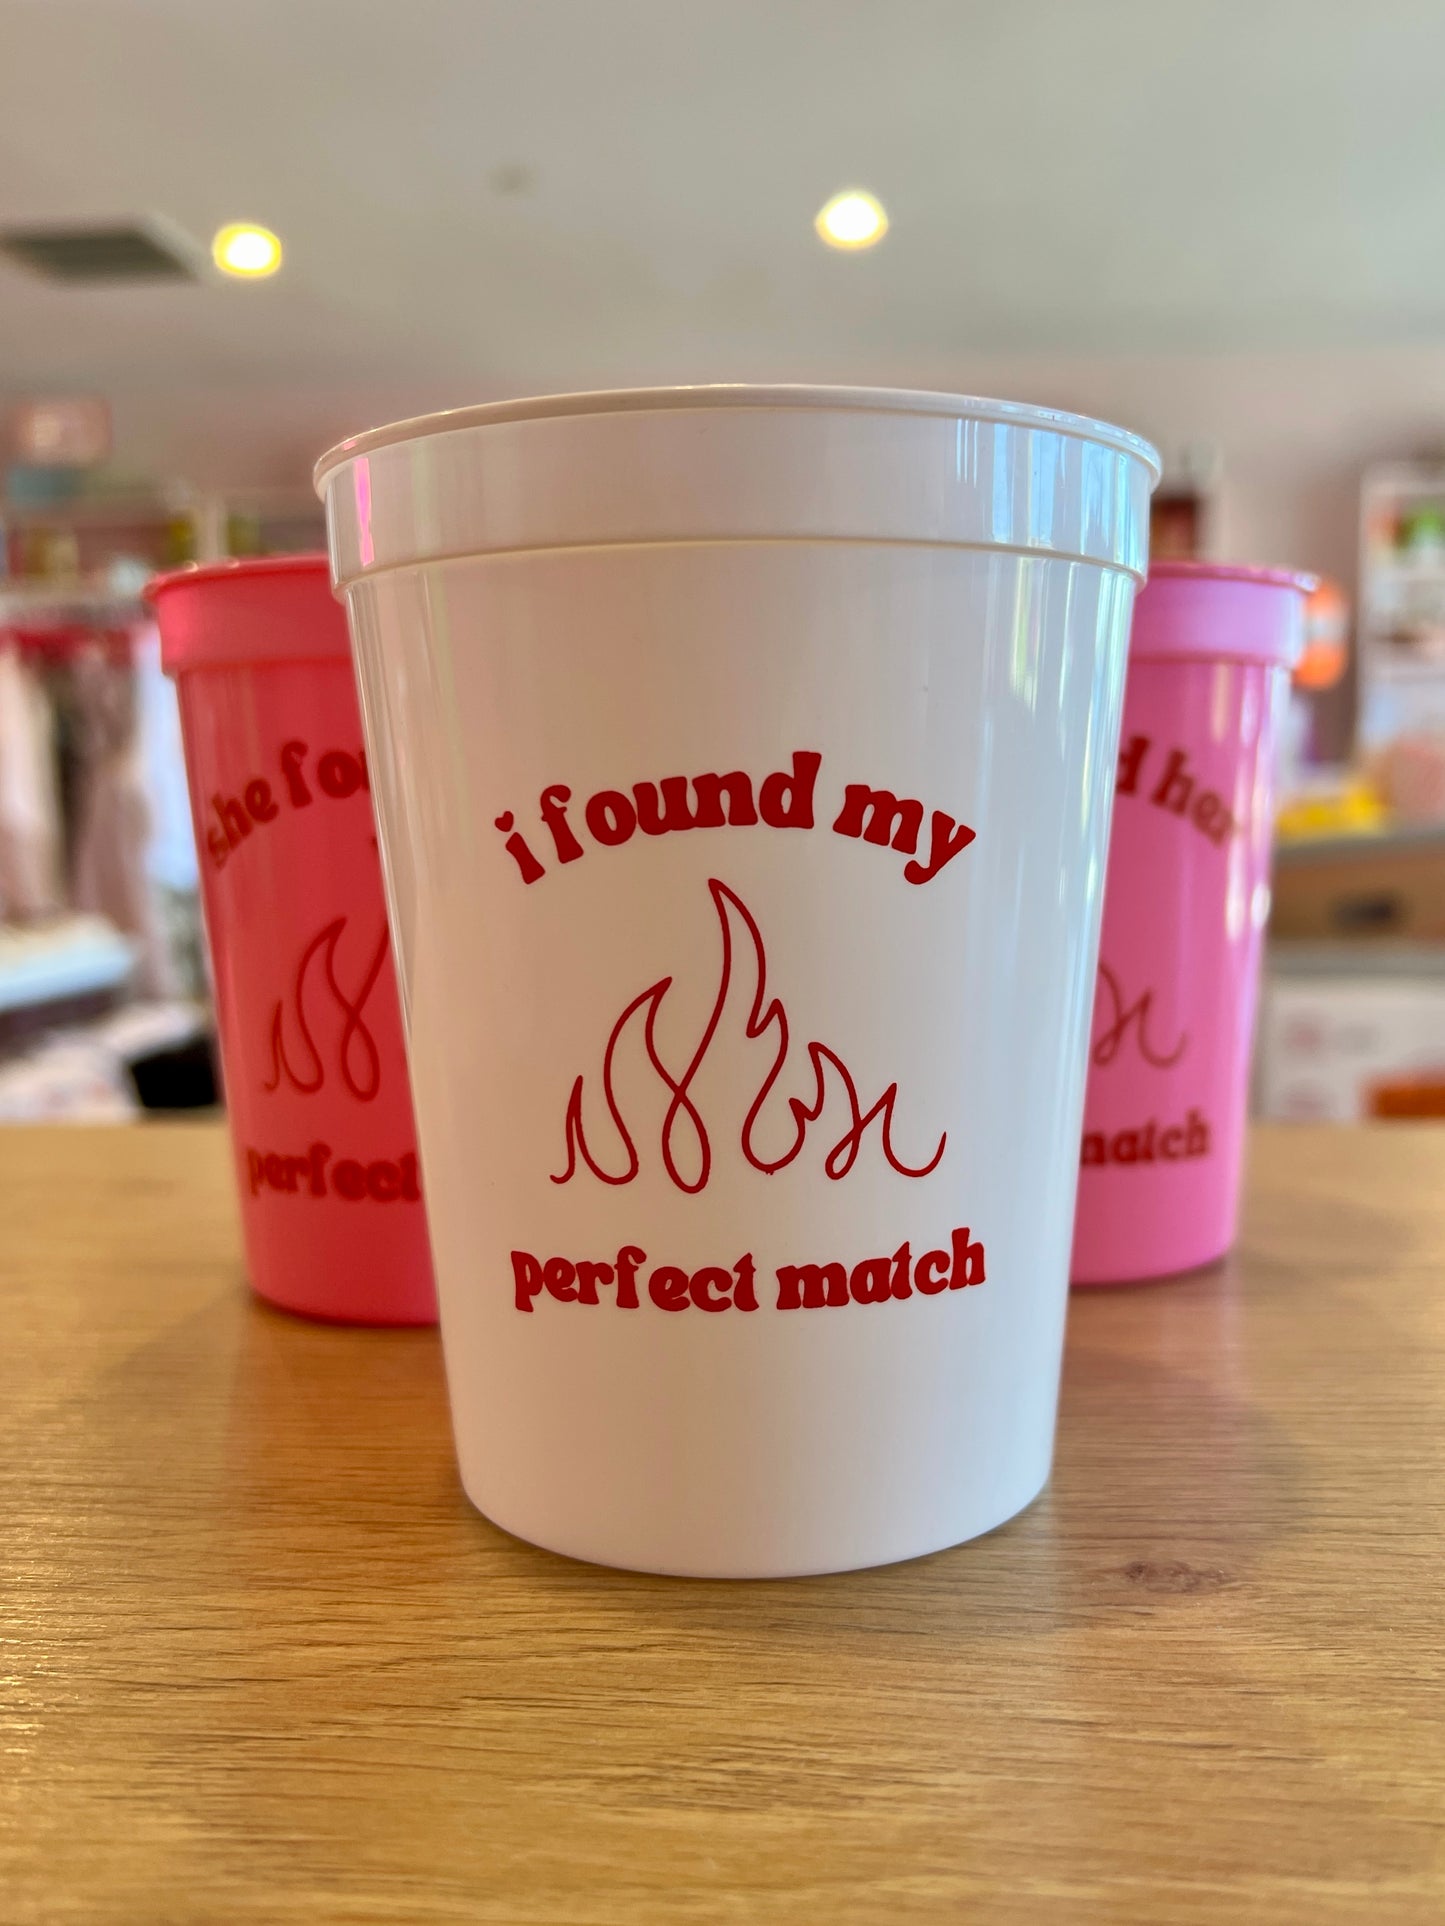 i found my
perfect match
she fo
perfect
d her
match